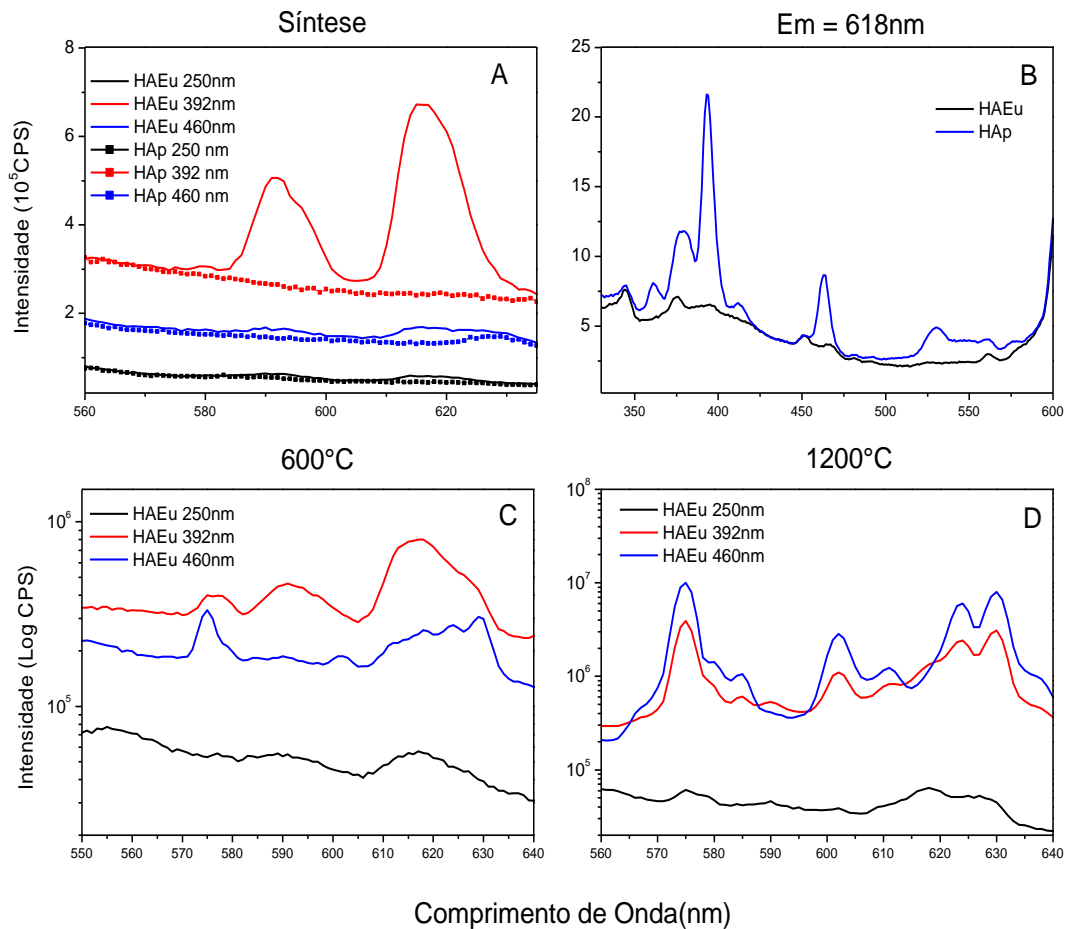 Síntese
Em = 618nm
A
HAEu 250nm
HAEu 392nm
HAEu 460nm
HAp 250 nm
HAp 392 nm
HAp 460 nm
8
6
4
2
560 580 600 620
Intensidade (10⁵CPS)
B
HAEu
HAp
25
20
15
10
5
350 400 450 500 550 600
600°C
1200°C
C
HAEu 250nm
HAEu 392nm
HAEu 460nm
10⁶
10⁵
550 560 570 580 590 600 610 620 630 640
Intensidade (Log CPS)
D
HAEu 250nm
HAEu 392nm
HAEu 460nm
10⁸
10⁷
10⁶
10⁵
560 570 580 590 600 610 620 630 640
Comprimento de Onda(nm)